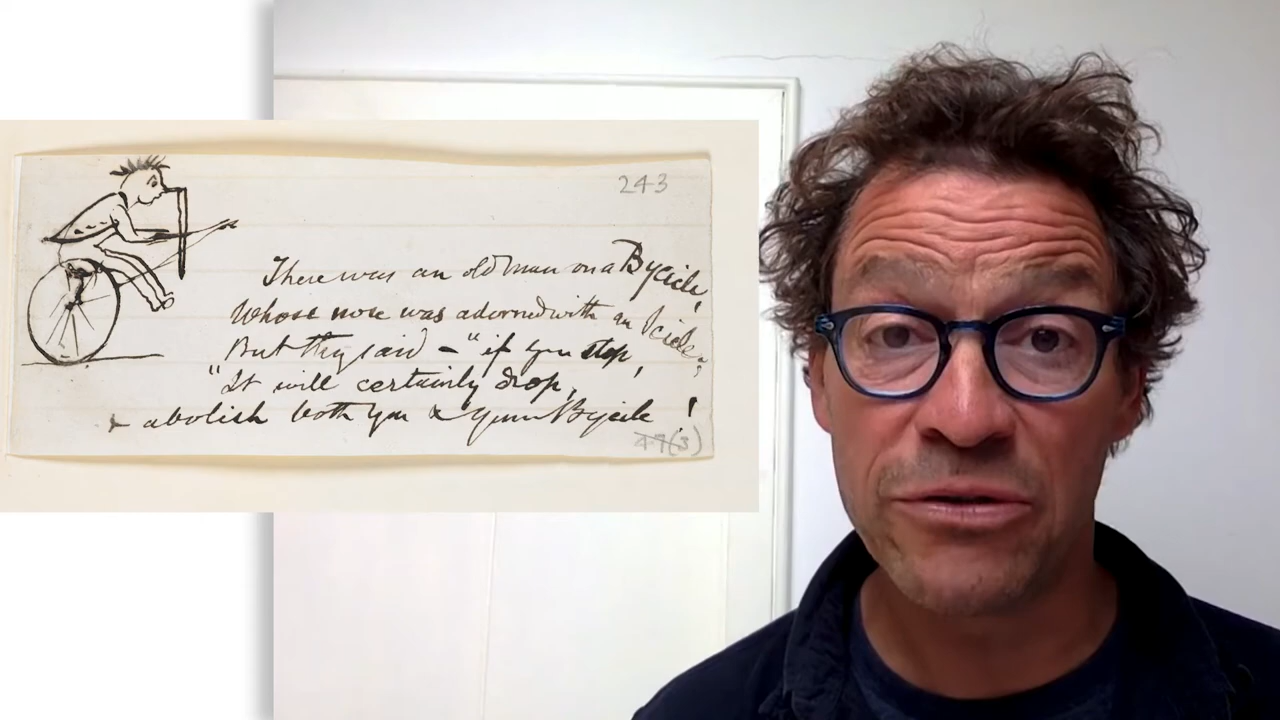 243
There was an old man on a Bycicle,
Whose nose was adorned with an Icicle;
But they said – "if you stop,
"It will certainly drop,
& abolish both you & your Bycicle!
47(3)